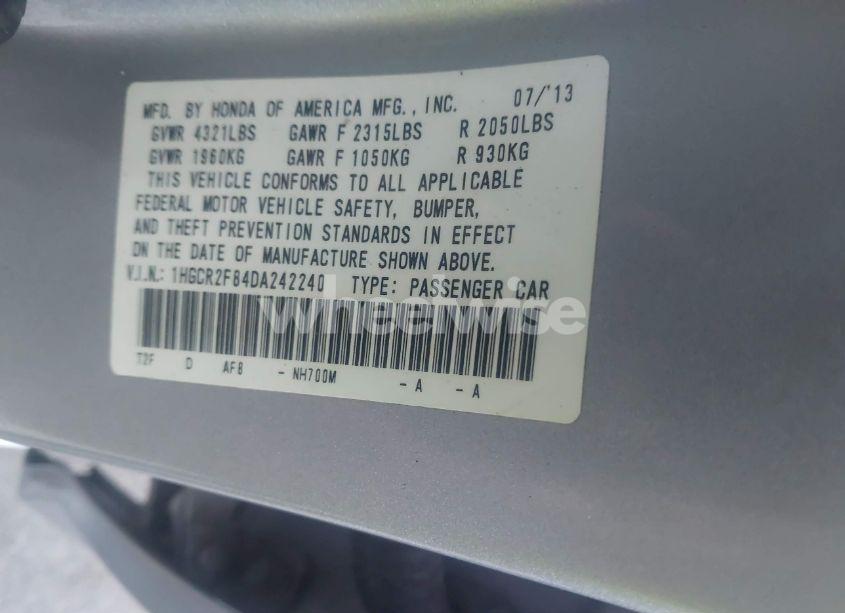 MFD. BY HONDA OF AMERICA MFG., INC. 07/'13
GVWR 4321LBS GAWR F 2315LBS R 2050LBS
GVWR 1960KG GAWR F 1050KG R 930KG
THIS VEHICLE CONFORMS TO ALL APPLICABLE
FEDERAL MOTOR VEHICLE SAFETY, BUMPER,
AND THEFT PREVENTION STANDARDS IN EFFECT
ON THE DATE OF MANUFACTURE SHOWN ABOVE.
V.I.N.: 1HGCR2F84DA242240 TYPE: PASSENGER CAR
wheelwise
T2F D AF8 - NH700M - A - A